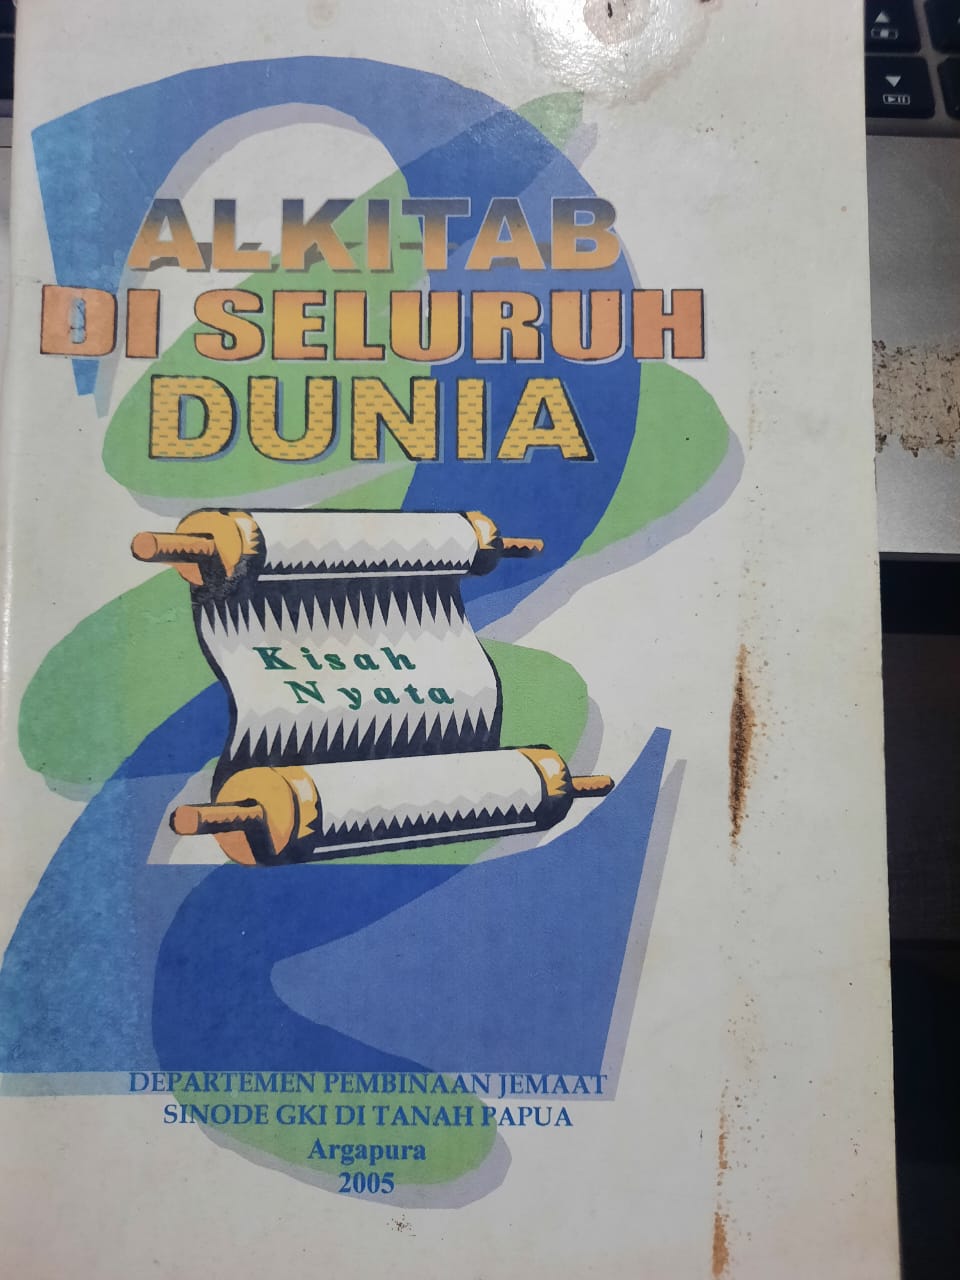 ALKITAB
DI SELURUH
DUNIA
Kisah
Nyata
DEPARTEMEN PEMBINAAN JEMAAT
SINODE GKI DI TANAH PAPUA
Argapura
2005